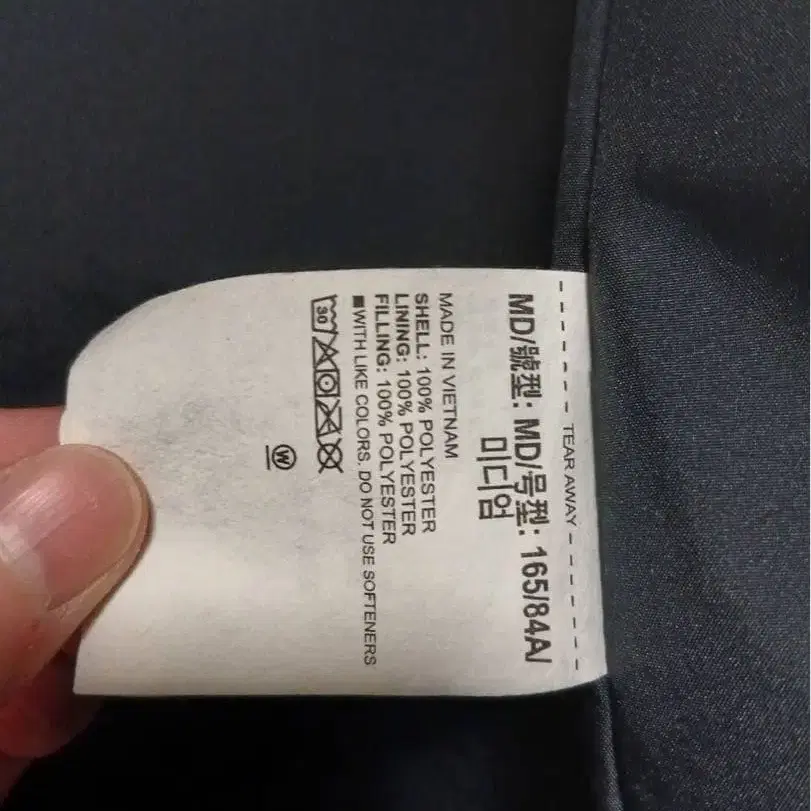 TEAR AWAY
MD/號型: MD/号型: 165/84A/
미디엄
MADE IN VIETNAM
SHELL: 100% POLYESTER
LINING: 100% POLYESTER
FILLING: 100% POLYESTER
■WITH LIKE COLORS. DO NOT USE SOFTENERS
30
W